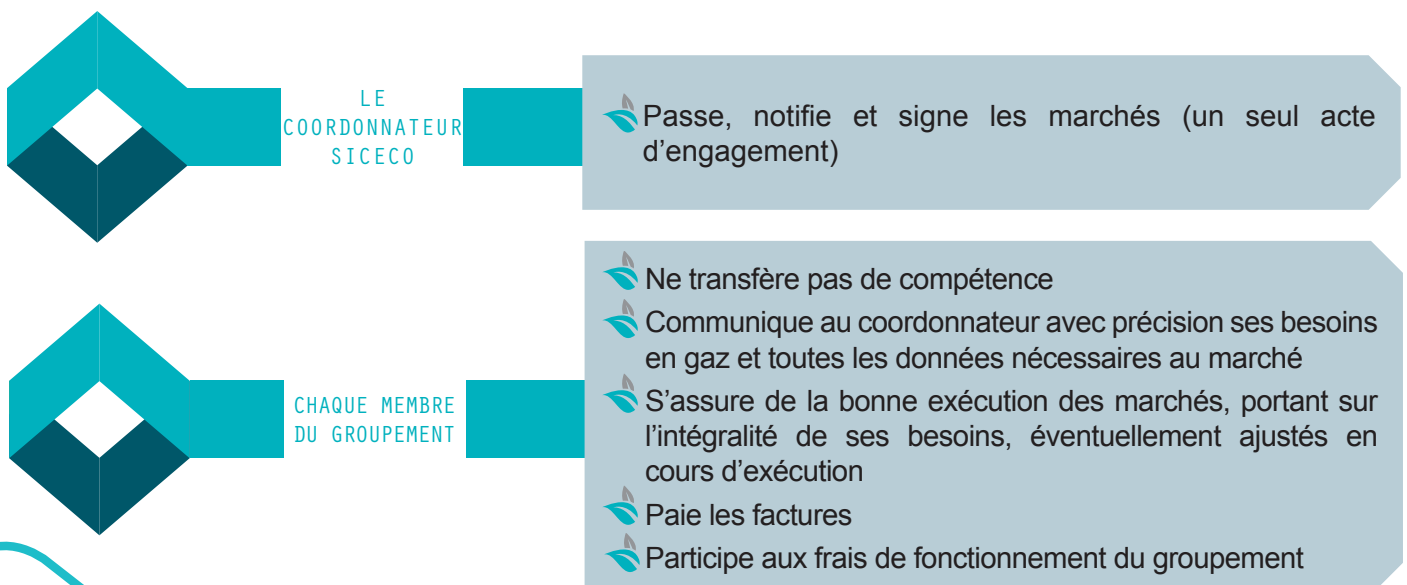 LE
COORDONNATEUR
SICECO
Passe, notifie et signe les marchés (un seul acte
d’engagement)
CHAQUE MEMBRE
DU GROUPEMENT
Ne transfère pas de compétence
Communique au coordonnateur avec précision ses besoins
en gaz et toutes les données nécessaires au marché
S’assure de la bonne exécution des marchés, portant sur
l’intégralité de ses besoins, éventuellement ajustés en
cours d’exécution
Paie les factures
Participe aux frais de fonctionnement du groupement